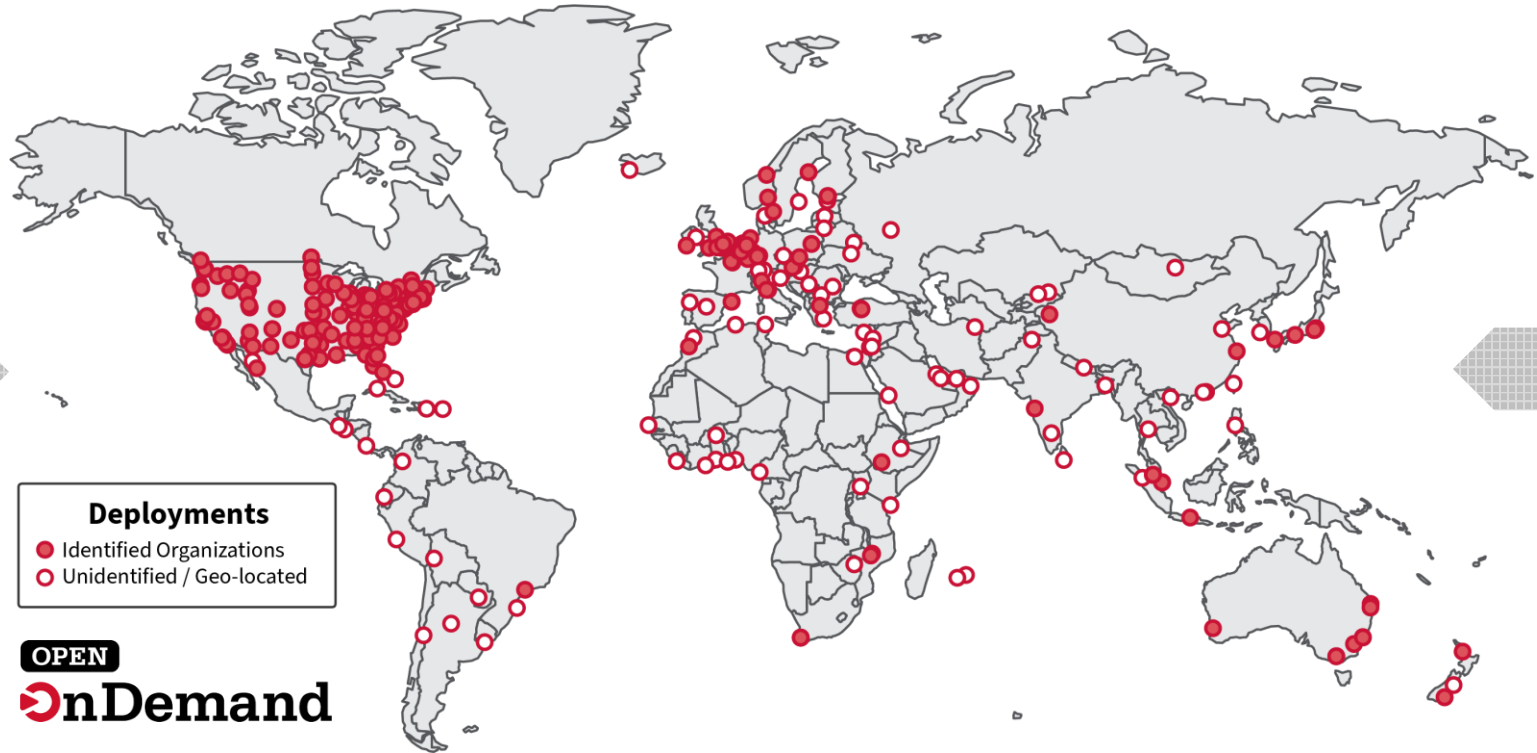 Deployments
Identified Organizations
Unidentified / Geo-located
OPEN
OnDemand